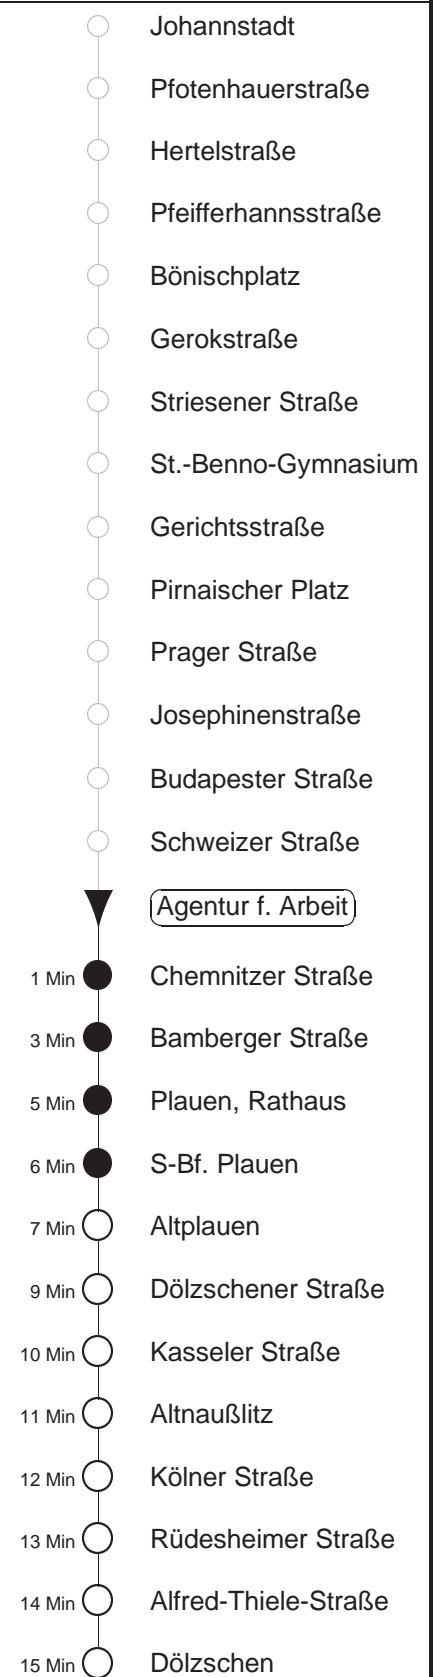 Johannstadt
Pfotenhauerstraße
Hertelstraße
Pfeifferhannsstraße
Bönischplatz
Gerokstraße
Striesener Straße
St.-Benno-Gymnasium
Gerichtsstraße
Pirnaischer Platz
Prager Straße
Josephinenstraße
Budapester Straße
Schweizer Straße
Agentur f. Arbeit
1 Min Chemnitzer Straße
3 Min Bamberger Straße
5 Min Plauen, Rathaus
6 Min S-Bf. Plauen
7 Min Altplauen
9 Min Dölzschener Straße
10 Min Kasseler Straße
11 Min Altnaußlitz
12 Min Kölner Straße
13 Min Rüdesheimer Straße
14 Min Alfred-Thiele-Straße
15 Min Dölzschen